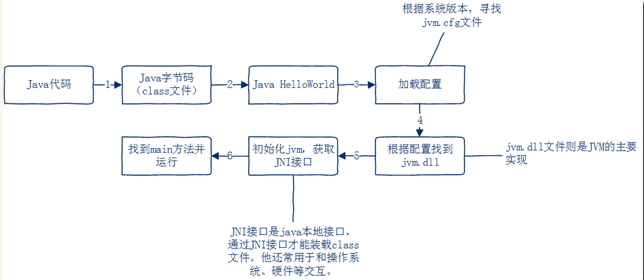 根据系统版本，寻找
jvm.cfg文件
Java代码
1
Java字节码
（class文件）
2
Java HelloWorld
3
加载配置
4
找到main方法并
运行
6
初始化jvm，获取
JNI接口
5
根据配置找到
jvm.dll
jvm.dll文件则是JVM的主要
实现
JNI接口是java本地接口，
通过JNI接口才能装载class
文件。他还常用于和操作系
统、硬件等交互。